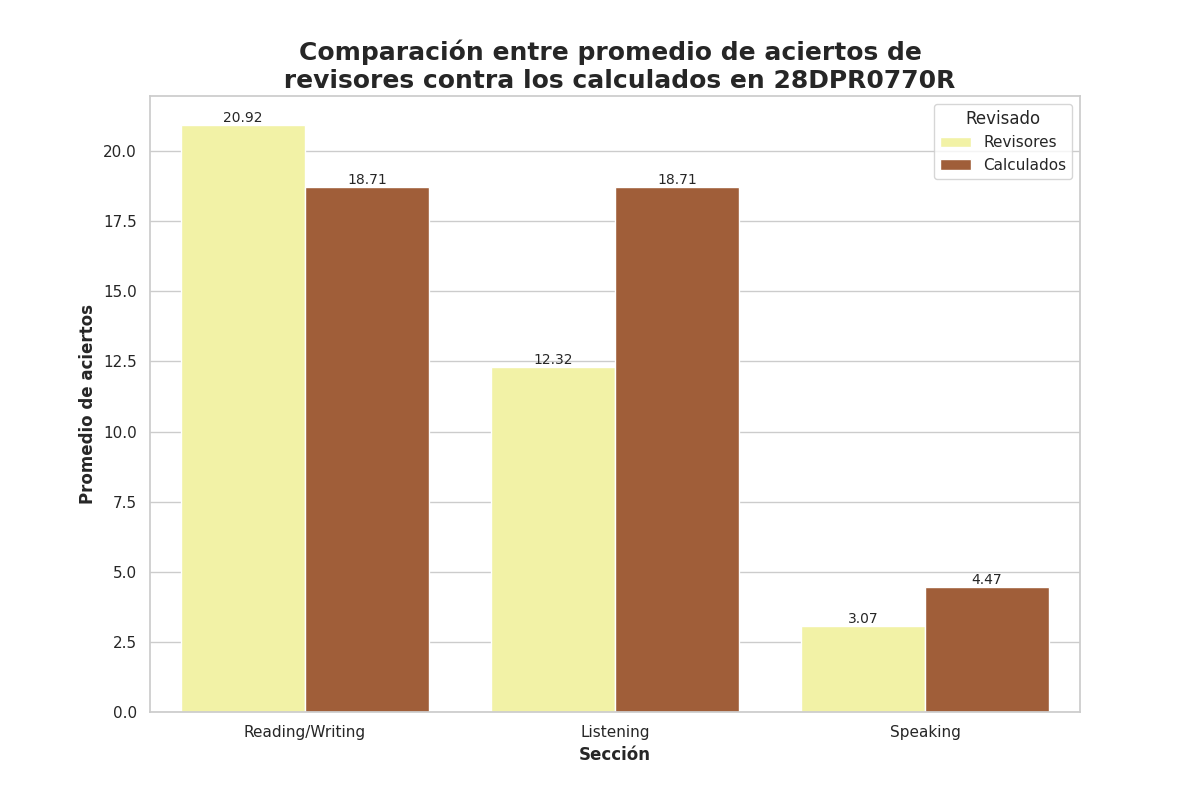 Comparación entre promedio de aciertos de
revisores contra los calculados en 28DPR0770R
Revisado
Revisores
Calculados
20.92
18.71
12.32
18.71
3.07
4.47
20.0
17.5
15.0
12.5
10.0
7.5
5.0
2.5
0.0
Promedio de aciertos
Reading/Writing
Listening
Speaking
Sección